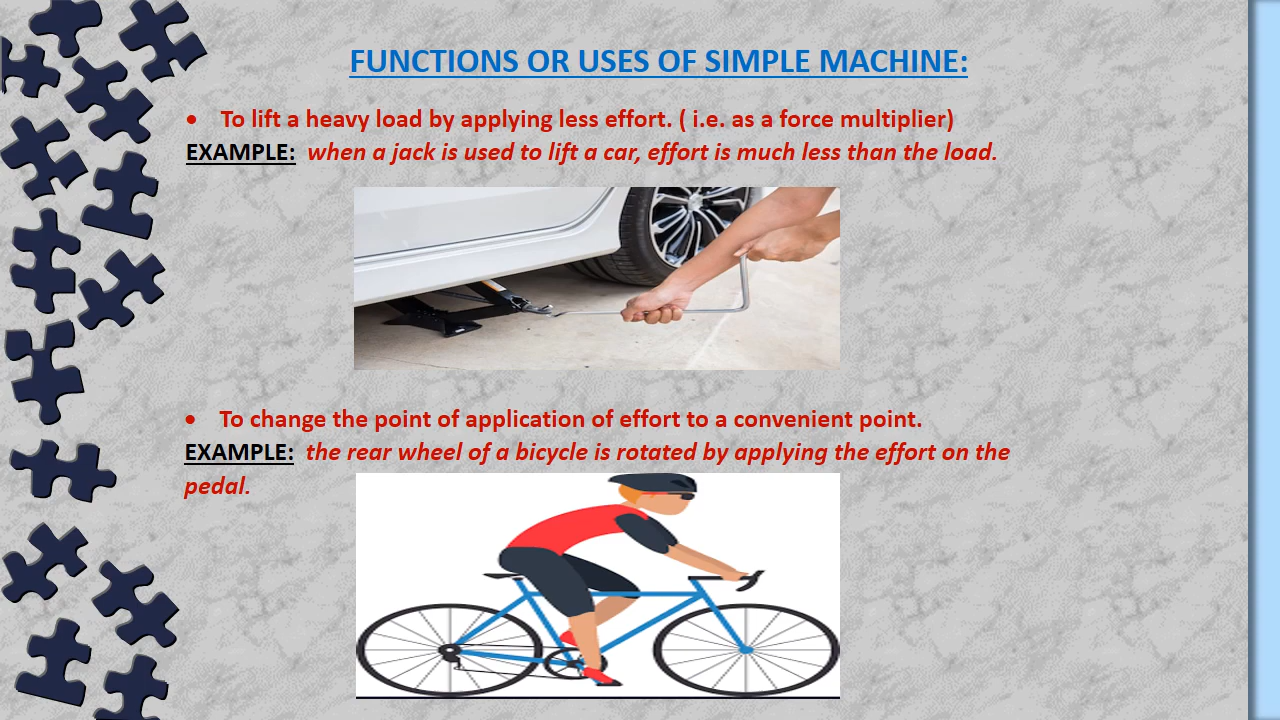 FUNCTIONS OR USES OF SIMPLE MACHINE:
• To lift a heavy load by applying less effort. ( i.e. as a force multiplier)
EXAMPLE: when a jack is used to lift a car, effort is much less than the load.
• To change the point of application of effort to a convenient point.
EXAMPLE: the rear wheel of a bicycle is rotated by applying the effort on the
pedal.